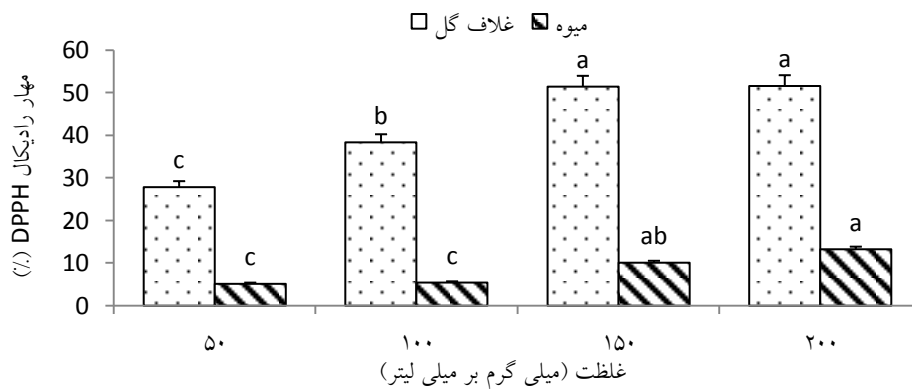 غلاف گل
میوه
مهار رادیکال DPPH (٪)
60
50
40
30
20
10
0
c
c
b
c
a
ab
a
a
۵۰
۱۰۰
۱۵۰
۲۰۰
غلظت (میلی گرم بر میلی لیتر)